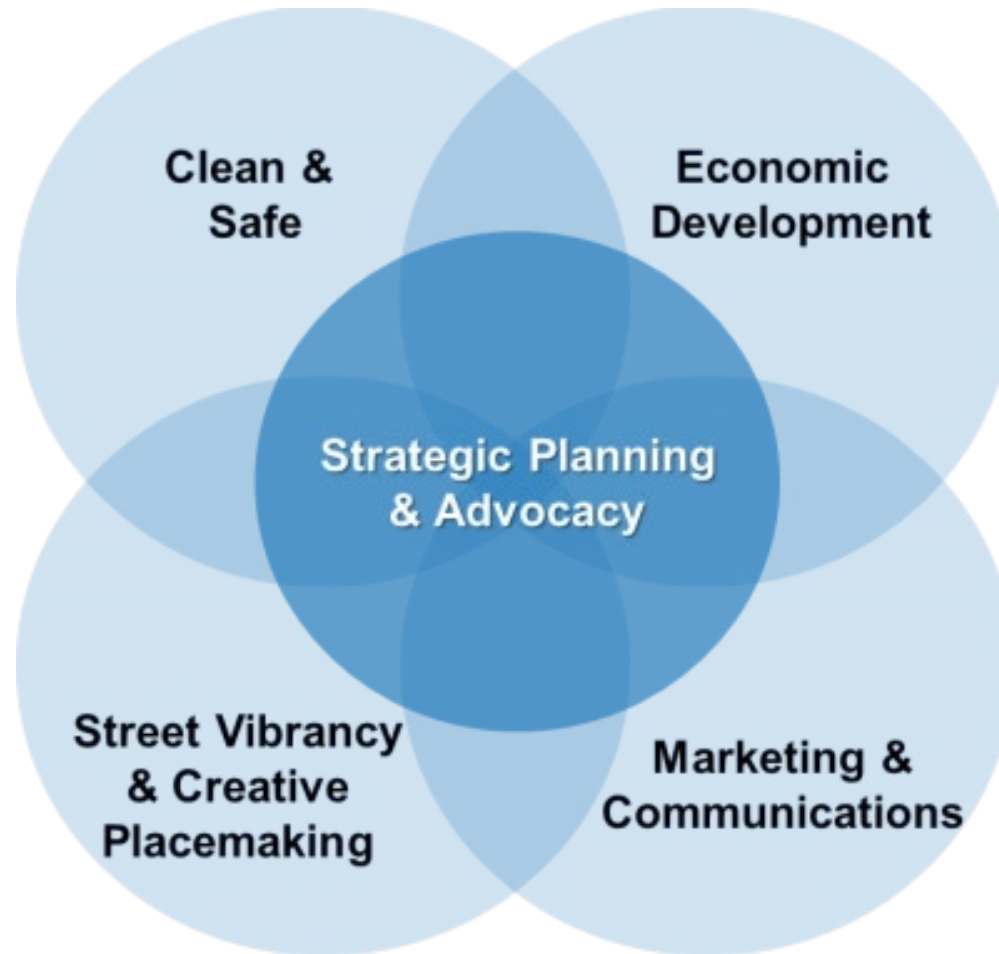 Clean &
Safe
Economic
Development
Strategic Planning
& Advocacy
Street Vibrancy
& Creative
Placemaking
Marketing &
Communications